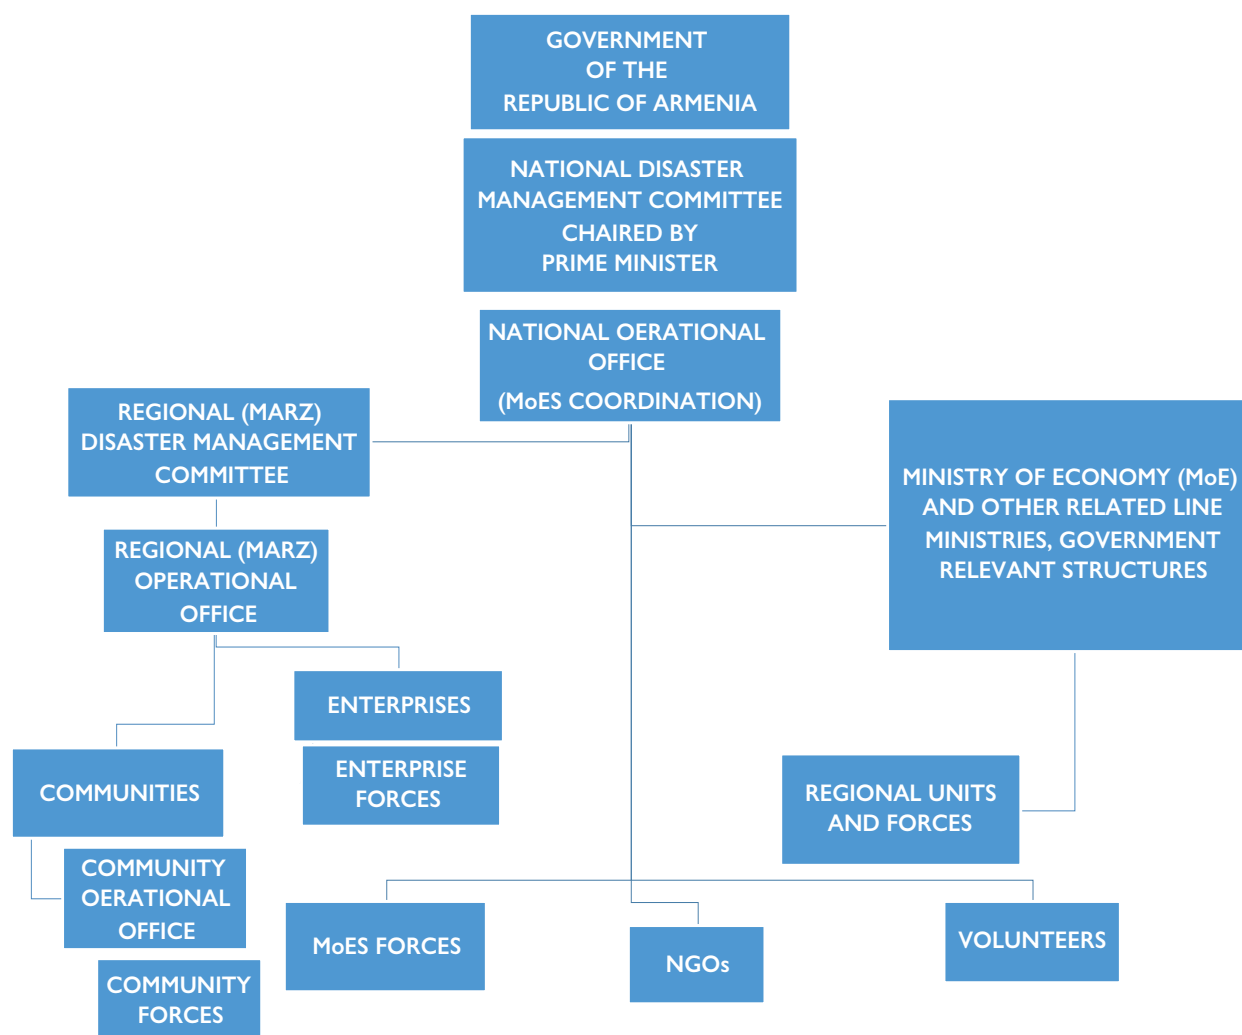 GOVERNMENT
OF THE
REPUBLIC OF ARMENIA
NATIONAL DISASTER
MANAGEMENT COMMITTEE
CHAIRED BY
PRIME MINISTER
NATIONAL OERATIONAL
OFFICE
(MoES COORDINATION)
REGIONAL (MARZ)
DISASTER MANAGEMENT
COMMITTEE
MINISTRY OF ECONOMY (MoE)
AND OTHER RELATED LINE
MINISTRIES, GOVERNMENT
RELEVANT STRUCTURES
REGIONAL (MARZ)
OPERATIONAL
OFFICE
ENTERPRISES
ENTERPRISE
FORCES
COMMUNITIES
REGIONAL UNITS
AND FORCES
COMMUNITY
OERATIONAL
OFFICE
MoES FORCES
NGOs
VOLUNTEERS
COMMUNITY
FORCES